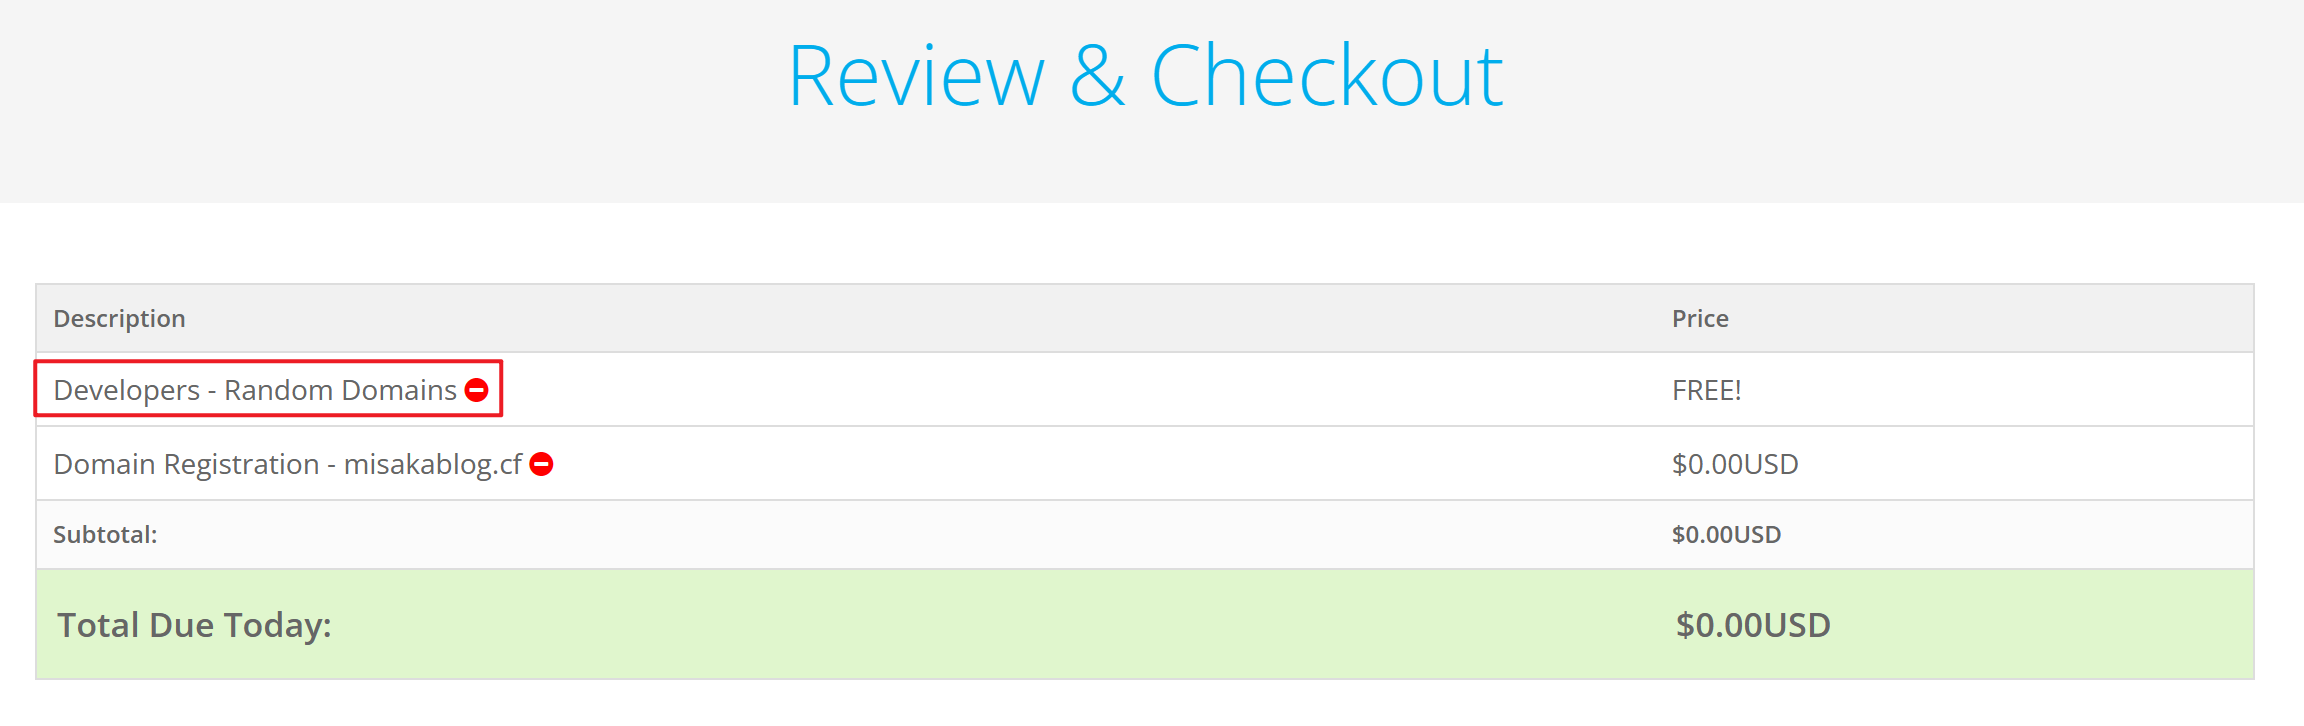 Review & Checkout
Description Price
Developers - Random Domains FREE!
Domain Registration - misakablog.cf $0.00USD
Subtotal: $0.00USD
Total Due Today: $0.00USD